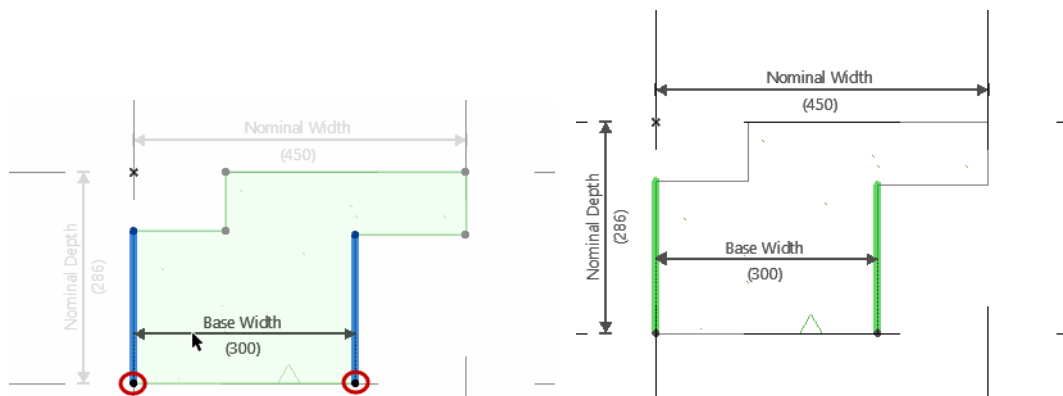 Nominal Width
(450)
Nominal Depth
(286)
Base Width
(300)
Nominal Width
(450)
Nominal Depth
(286)
Base Width
(300)